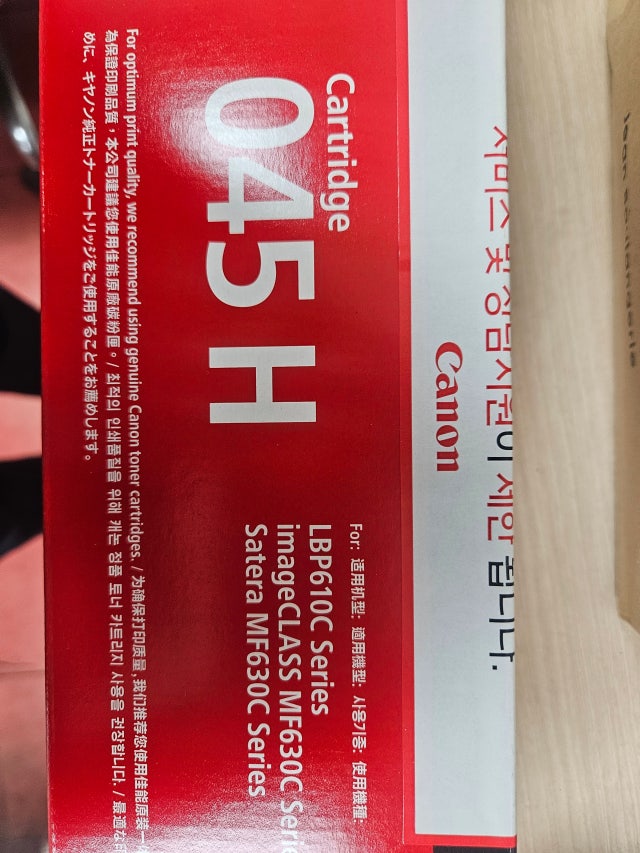 서비스 및 정품지원이 제한 됩니다.
Canon
Cartridge
045 H
For: 适用机型: 適用機型: 사용기종: 使用機種:
LBP610C Series
imageCLASS MF630C Series
Satera MF630C Series
For optimum print quality, we recommend using genuine Canon toner cartridges. / 为确保打印质量,我们推荐您使用佳能原装
為保證印刷品質，本公司建議您使用佳能原廠碳粉匣。/ 최적의 인쇄품질을 위해 캐논 정품 토너 카트리지 사용을 권장합니다. / 最適な
めに、キヤノン純正トナーカートリッジをご使用することをお薦めします。